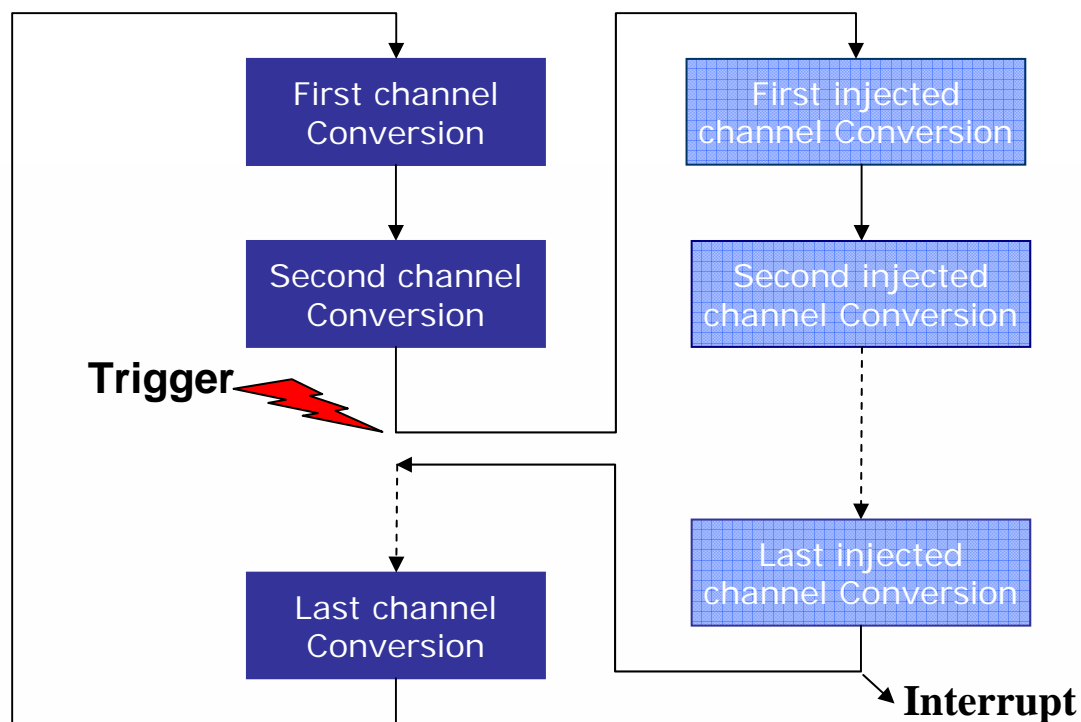 First channel
Conversion
Second channel
Conversion
Trigger
Last channel
Conversion
First injected
channel Conversion
Second injected
channel Conversion
Last injected
channel Conversion
Interrupt